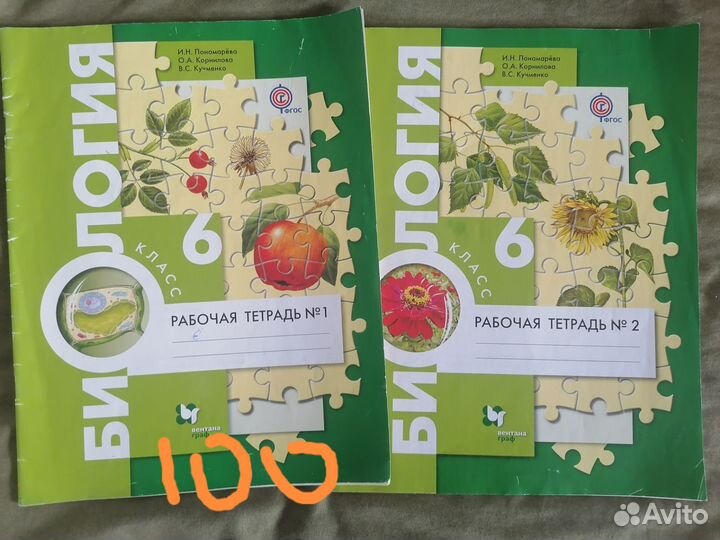 И.Н. Пономарёва
О.А. Корнилова
В.С. Кучменко
ФГОС
БИОЛОГИЯ
6
КЛАСС
РАБОЧАЯ ТЕТРАДЬ №1
вентана
граф
100
И.Н. Пономарёва
О.А. Корнилова
В.С. Кучменко
ФГОС
БИОЛОГИЯ
6
КЛАСС
РАБОЧАЯ ТЕТРАДЬ № 2
вентана
граф
Avito